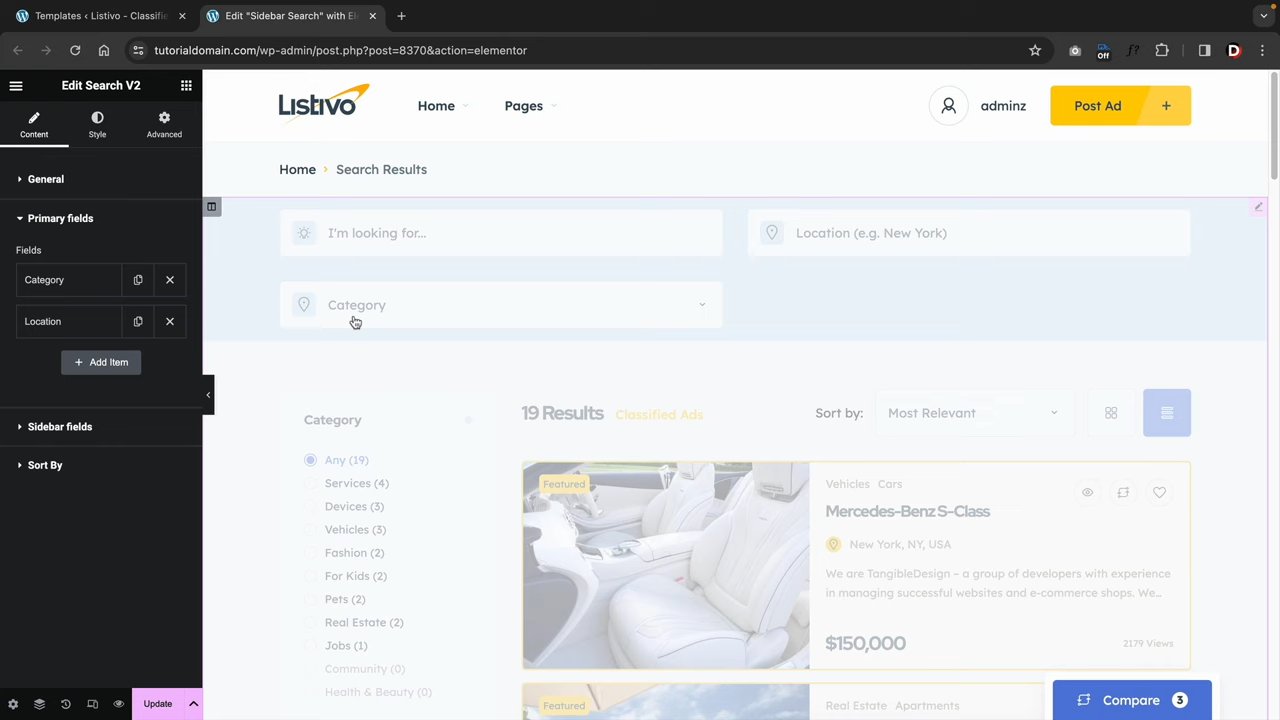 Templates ‹ Listivo - Classifie
Edit "Sidebar Search" with Ele
tutorialdomain.com/wp-admin/post.php?post=8370&action=elementor
Off
D
Edit Search V2
Content
Style
Advanced
General
Primary fields
Fields
Category
Location
Add Item
Sidebar fields
Sort By
Update
Listivo
Home
Pages
adminz
Post Ad
Home
Search Results
I'm looking for...
Location (e.g. New York)
Category
Category
Any (19)
Services (4)
Devices (3)
Vehicles (3)
Fashion (2)
For Kids (2)
Pets (2)
Real Estate (2)
Jobs (1)
Community (0)
Health & Beauty (0)
19 Results
Classified Ads
Sort by:
Most Relevant
Featured
Vehicles Cars
Mercedes-Benz S-Class
New York, NY, USA
We are TangibleDesign – a group of developers with experience
in managing successful websites and e-commerce shops. We...
$150,000
2179 Views
Featured
Real Estate Apartments
Compare
3